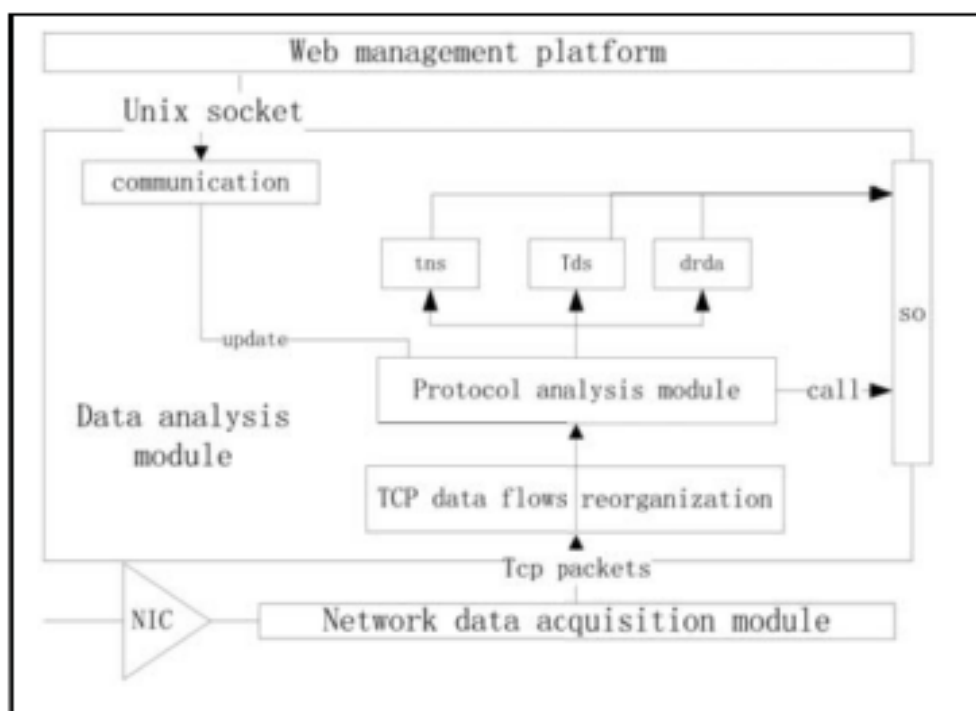 Web management platform
Unix socket
communication
tns
Tds
drda
so
update
Protocol analysis module
call
Data analysis
module
TCP data flows reorganization
Tcp packets
NIC
Network data acquisition module